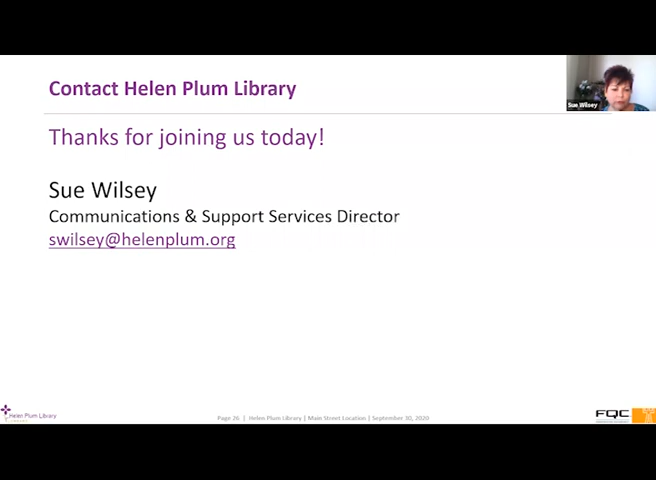 Contact Helen Plum Library
Sue Wilsey
Thanks for joining us today!
Sue Wilsey
Communications & Support Services Director
swilsey@helenplum.org
Helen Plum Library
Page 26 | Helen Plum Library | Main Street Location | September 30, 2020
FQC